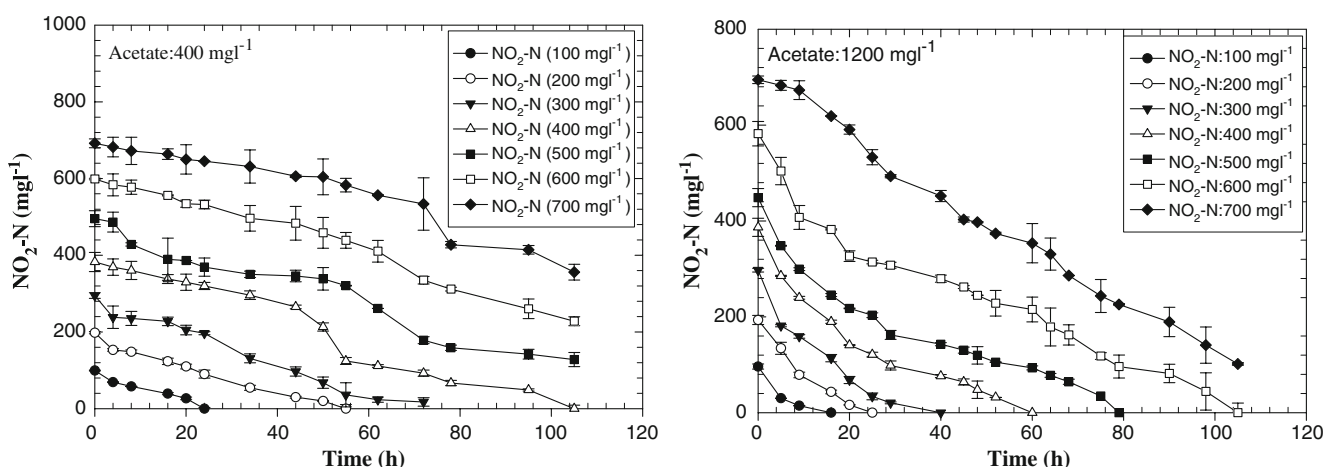 1000
800
600
400
200
0
NO₂-N (mgl⁻¹)
Acetate:400 mgl⁻¹
NO₂-N (100 mgl⁻¹)
NO₂-N (200 mgl⁻¹)
NO₂-N (300 mgl⁻¹)
NO₂-N (400 mgl⁻¹)
NO₂-N (500 mgl⁻¹)
NO₂-N (600 mgl⁻¹)
NO₂-N (700 mgl⁻¹)
0 20 40 60 80 100 120
Time (h)
800
600
400
200
0
NO₂-N (mgl⁻¹)
Acetate:1200 mgl⁻¹
NO₂-N:100 mgl⁻¹
NO₂-N:200 mgl⁻¹
NO₂-N:300 mgl⁻¹
NO₂-N:400 mgl⁻¹
NO₂-N:500 mgl⁻¹
NO₂-N:600 mgl⁻¹
NO₂-N:700 mgl⁻¹
0 20 40 60 80 100 120
Time (h)